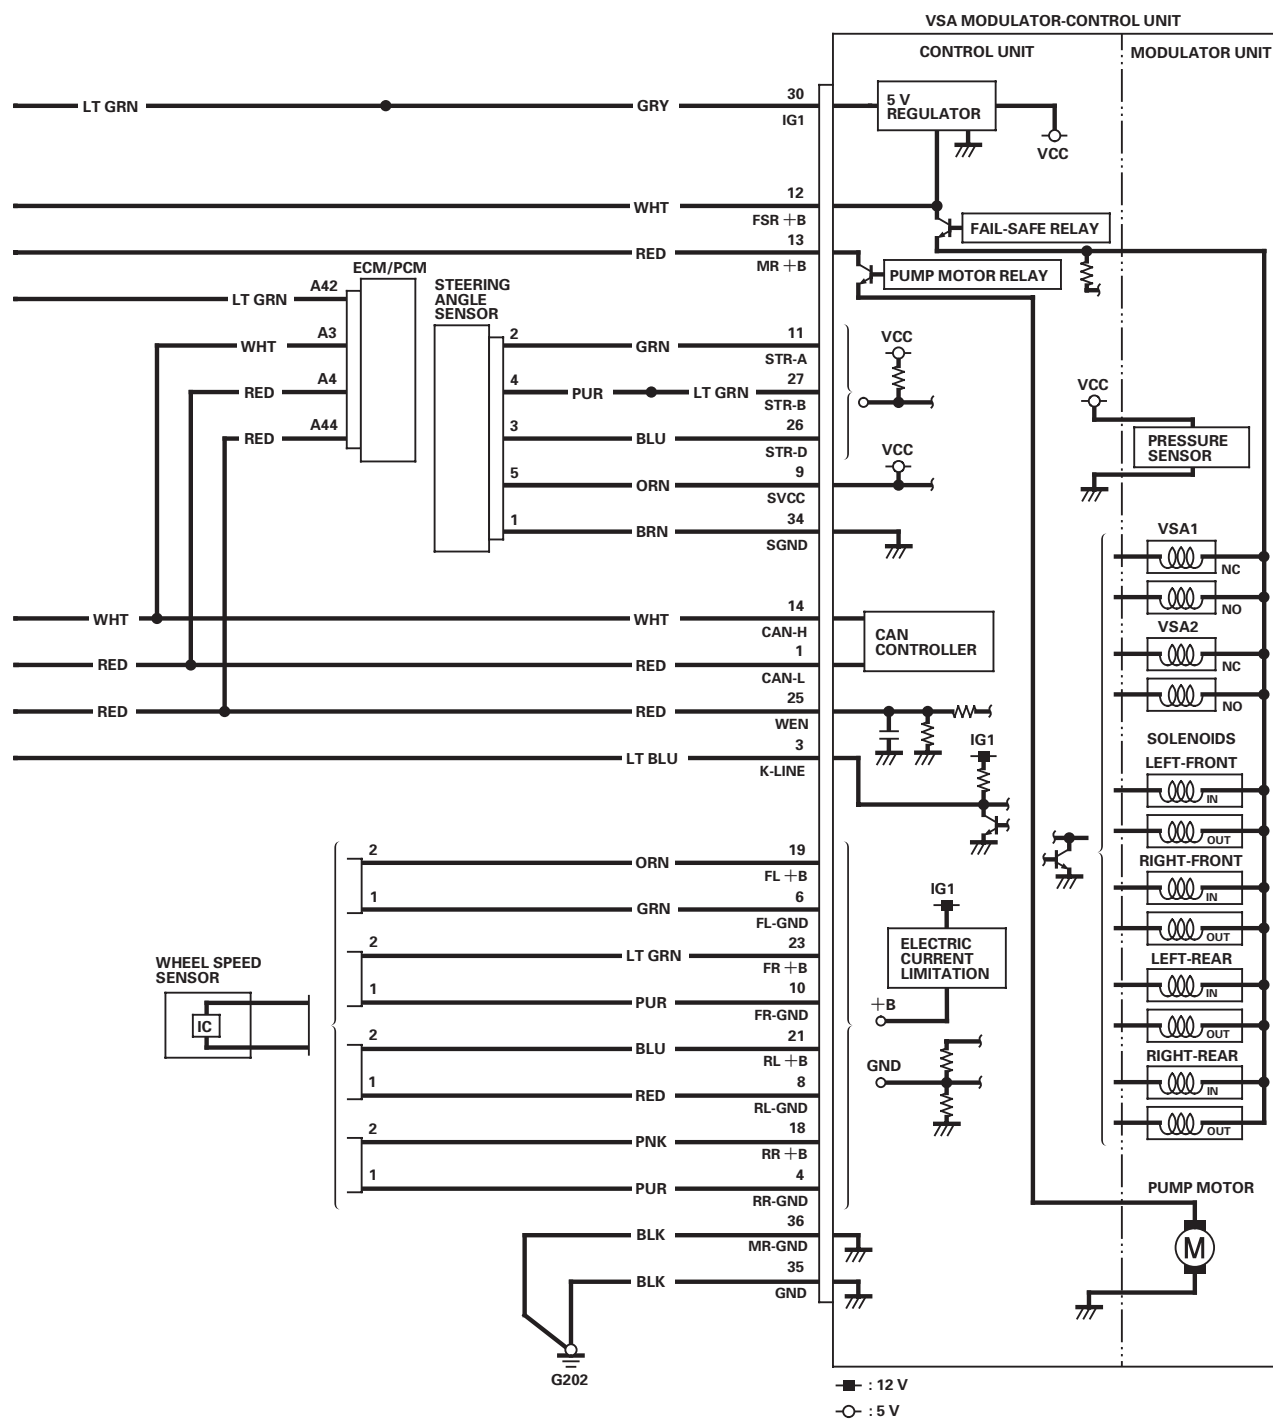 VSA MODULATOR-CONTROL UNIT
CONTROL UNIT
MODULATOR UNIT
LT GRN
GRY
30
IG1
5 V
REGULATOR
VCC
WHT
12
FSR +B
FAIL-SAFE RELAY
RED
13
MR +B
PUMP MOTOR RELAY
ECM/PCM
LT GRN
A42
WHT
A3
RED
A4
RED
A44
STEERING
ANGLE
SENSOR
2
GRN
11
STR-A
4
PUR
LT GRN
27
STR-B
3
BLU
26
STR-D
5
ORN
9
SVCC
1
BRN
34
SGND
VCC
VCC
VCC
PRESSURE
SENSOR
VSA1
NC
NO
VSA2
NC
NO
WHT
WHT
14
CAN-H
RED
RED
1
CAN-L
CAN
CONTROLLER
RED
RED
25
WEN
LT BLU
3
K-LINE
IG1
SOLENOIDS
LEFT-FRONT
IN
OUT
RIGHT-FRONT
IN
OUT
LEFT-REAR
IN
OUT
RIGHT-REAR
IN
OUT
WHEEL SPEED
SENSOR
IC
2
ORN
19
FL +B
1
GRN
6
FL-GND
2
LT GRN
23
FR +B
1
PUR
10
FR-GND
2
BLU
21
RL +B
1
RED
8
RL-GND
2
PNK
18
RR +B
1
PUR
4
RR-GND
IG1
ELECTRIC
CURRENT
LIMITATION
+B
GND
BLK
36
MR-GND
BLK
35
GND
G202
PUMP MOTOR
M
: 12 V
: 5 V